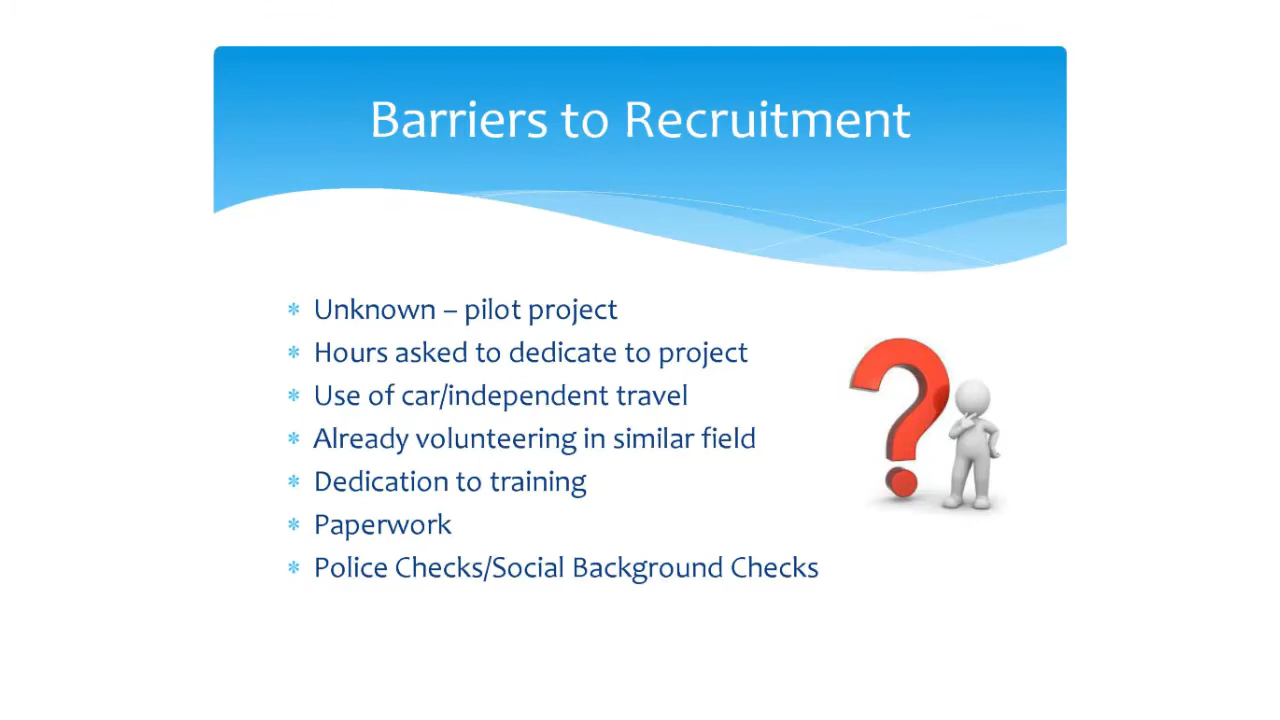 Barriers to Recruitment
* Unknown – pilot project
* Hours asked to dedicate to project
* Use of car/independent travel
* Already volunteering in similar field
* Dedication to training
* Paperwork
* Police Checks/Social Background Checks